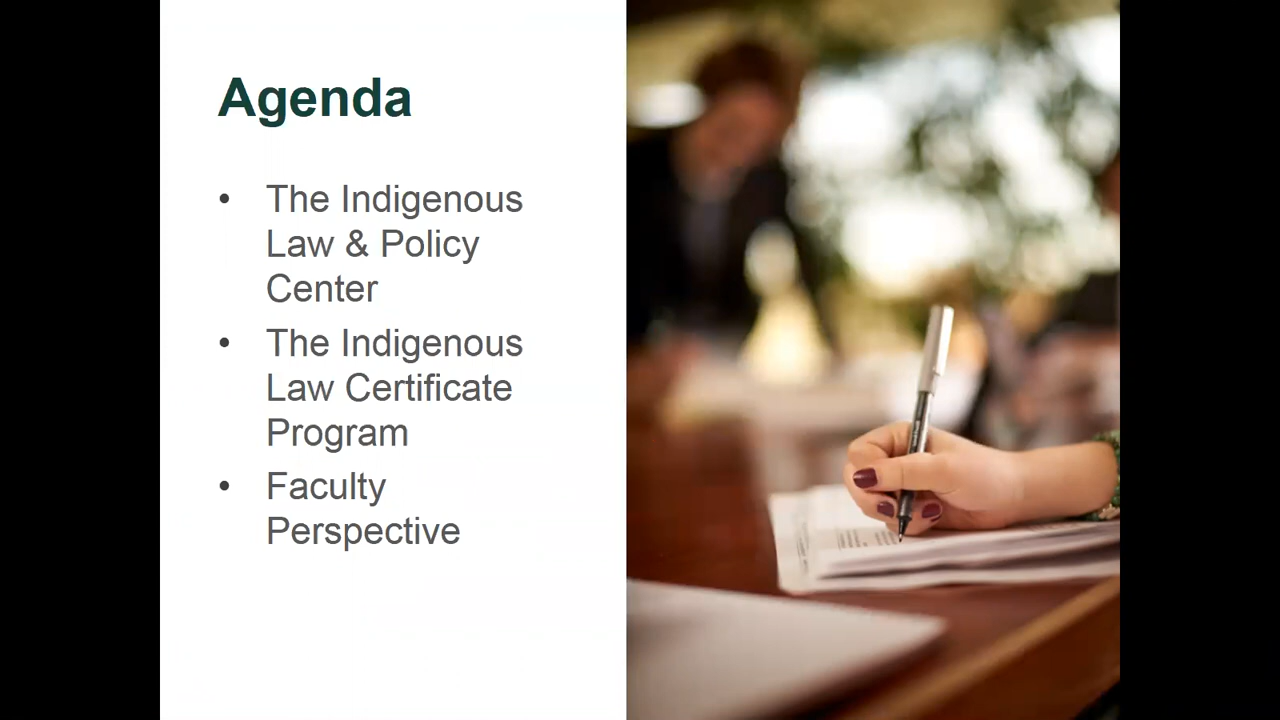 Agenda
• The Indigenous
Law & Policy
Center
• The Indigenous
Law Certificate
Program
• Faculty
Perspective